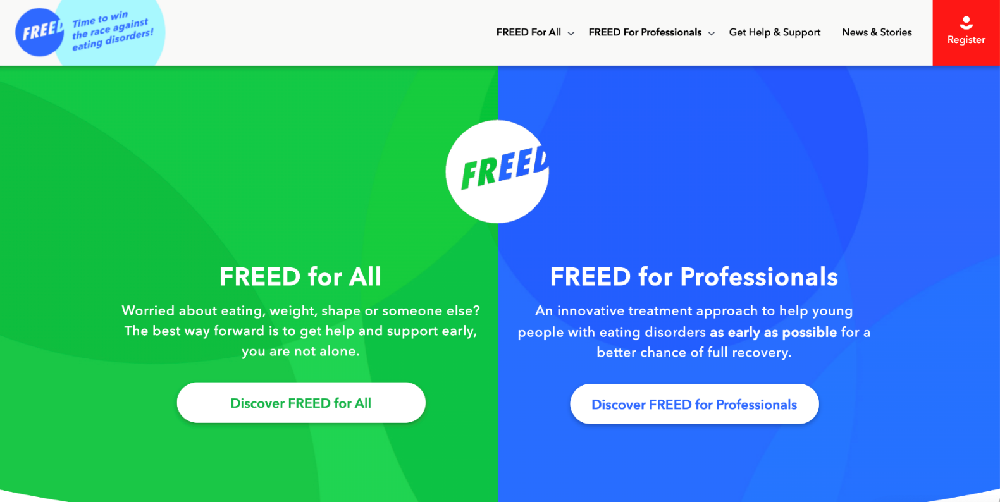 FREED
Time to win
the race against
eating disorders!
FREED For All
FREED For Professionals
Get Help & Support
News & Stories
Register
FREED
FREED for All
Worried about eating, weight, shape or someone else?
The best way forward is to get help and support early,
you are not alone.
Discover FREED for All
FREED for Professionals
An innovative treatment approach to help young
people with eating disorders as early as possible for a
better chance of full recovery.
Discover FREED for Professionals